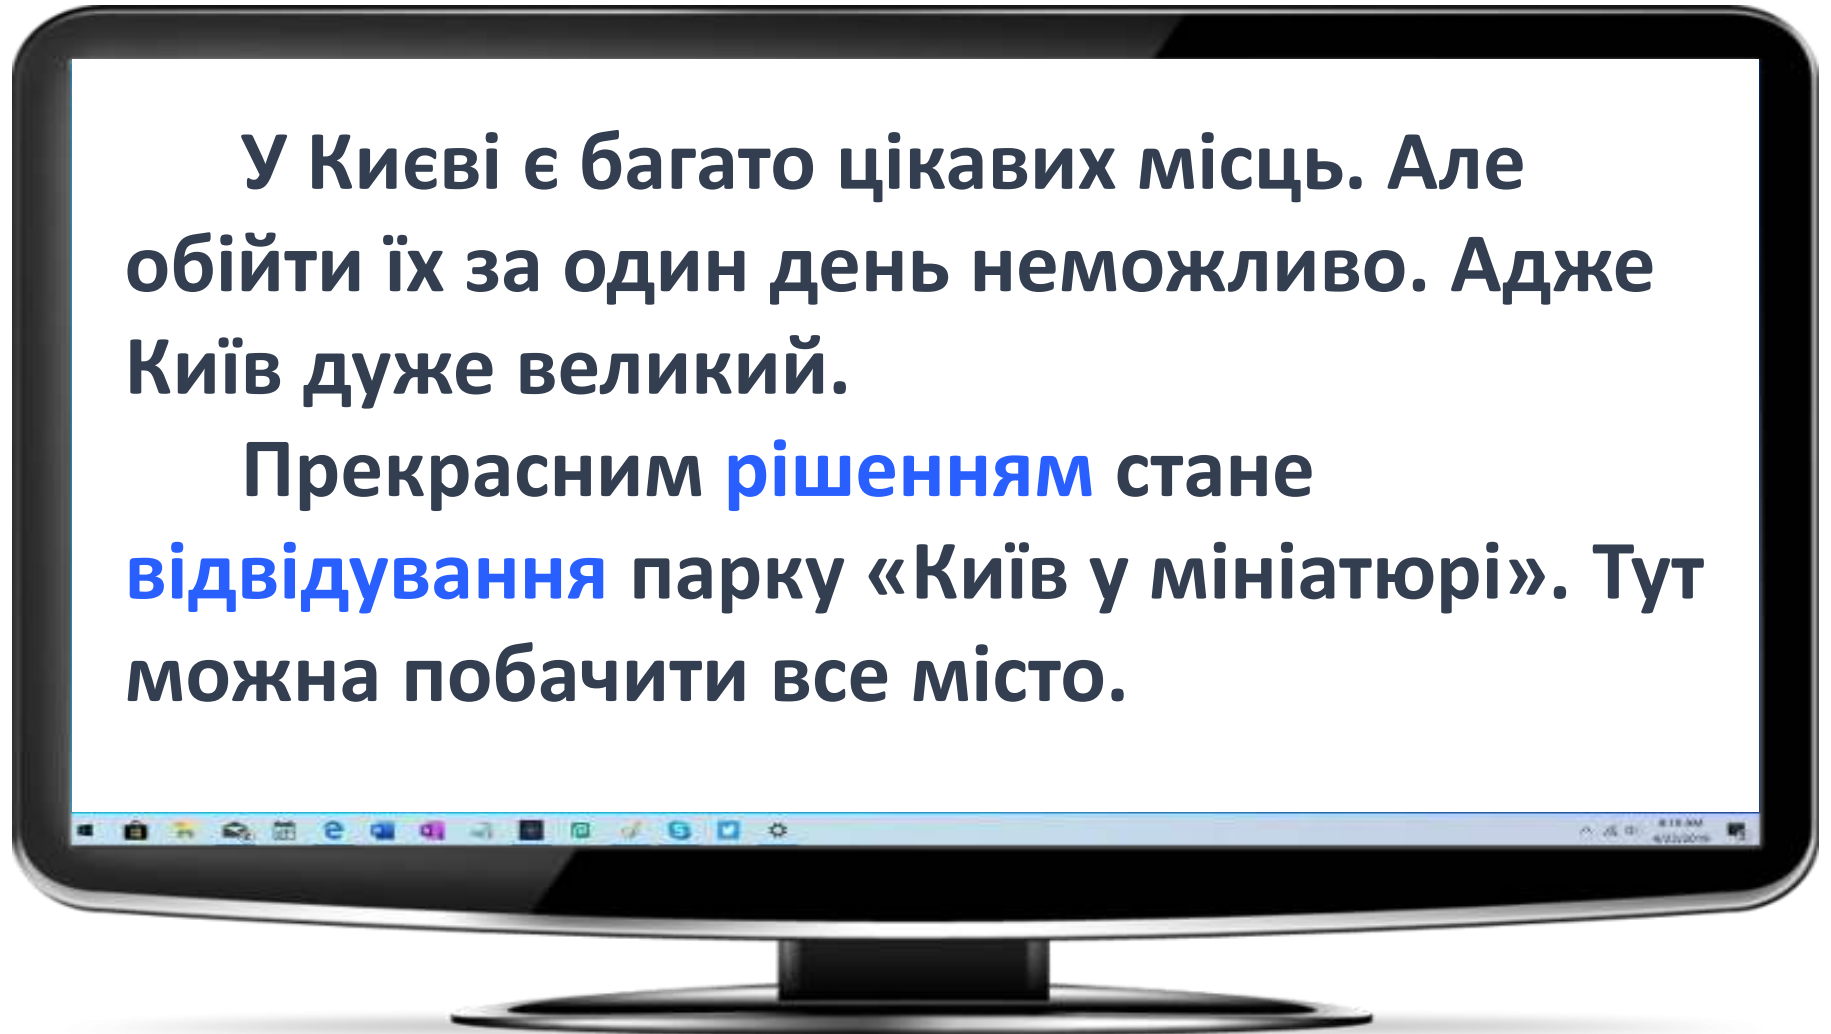 У Києві є багато цікавих місць. Але
обійти їх за один день неможливо. Адже
Київ дуже великий.
Прекрасним рішенням стане
відвідування парку «Київ у мініатюрі». Тут
можна побачити все місто.